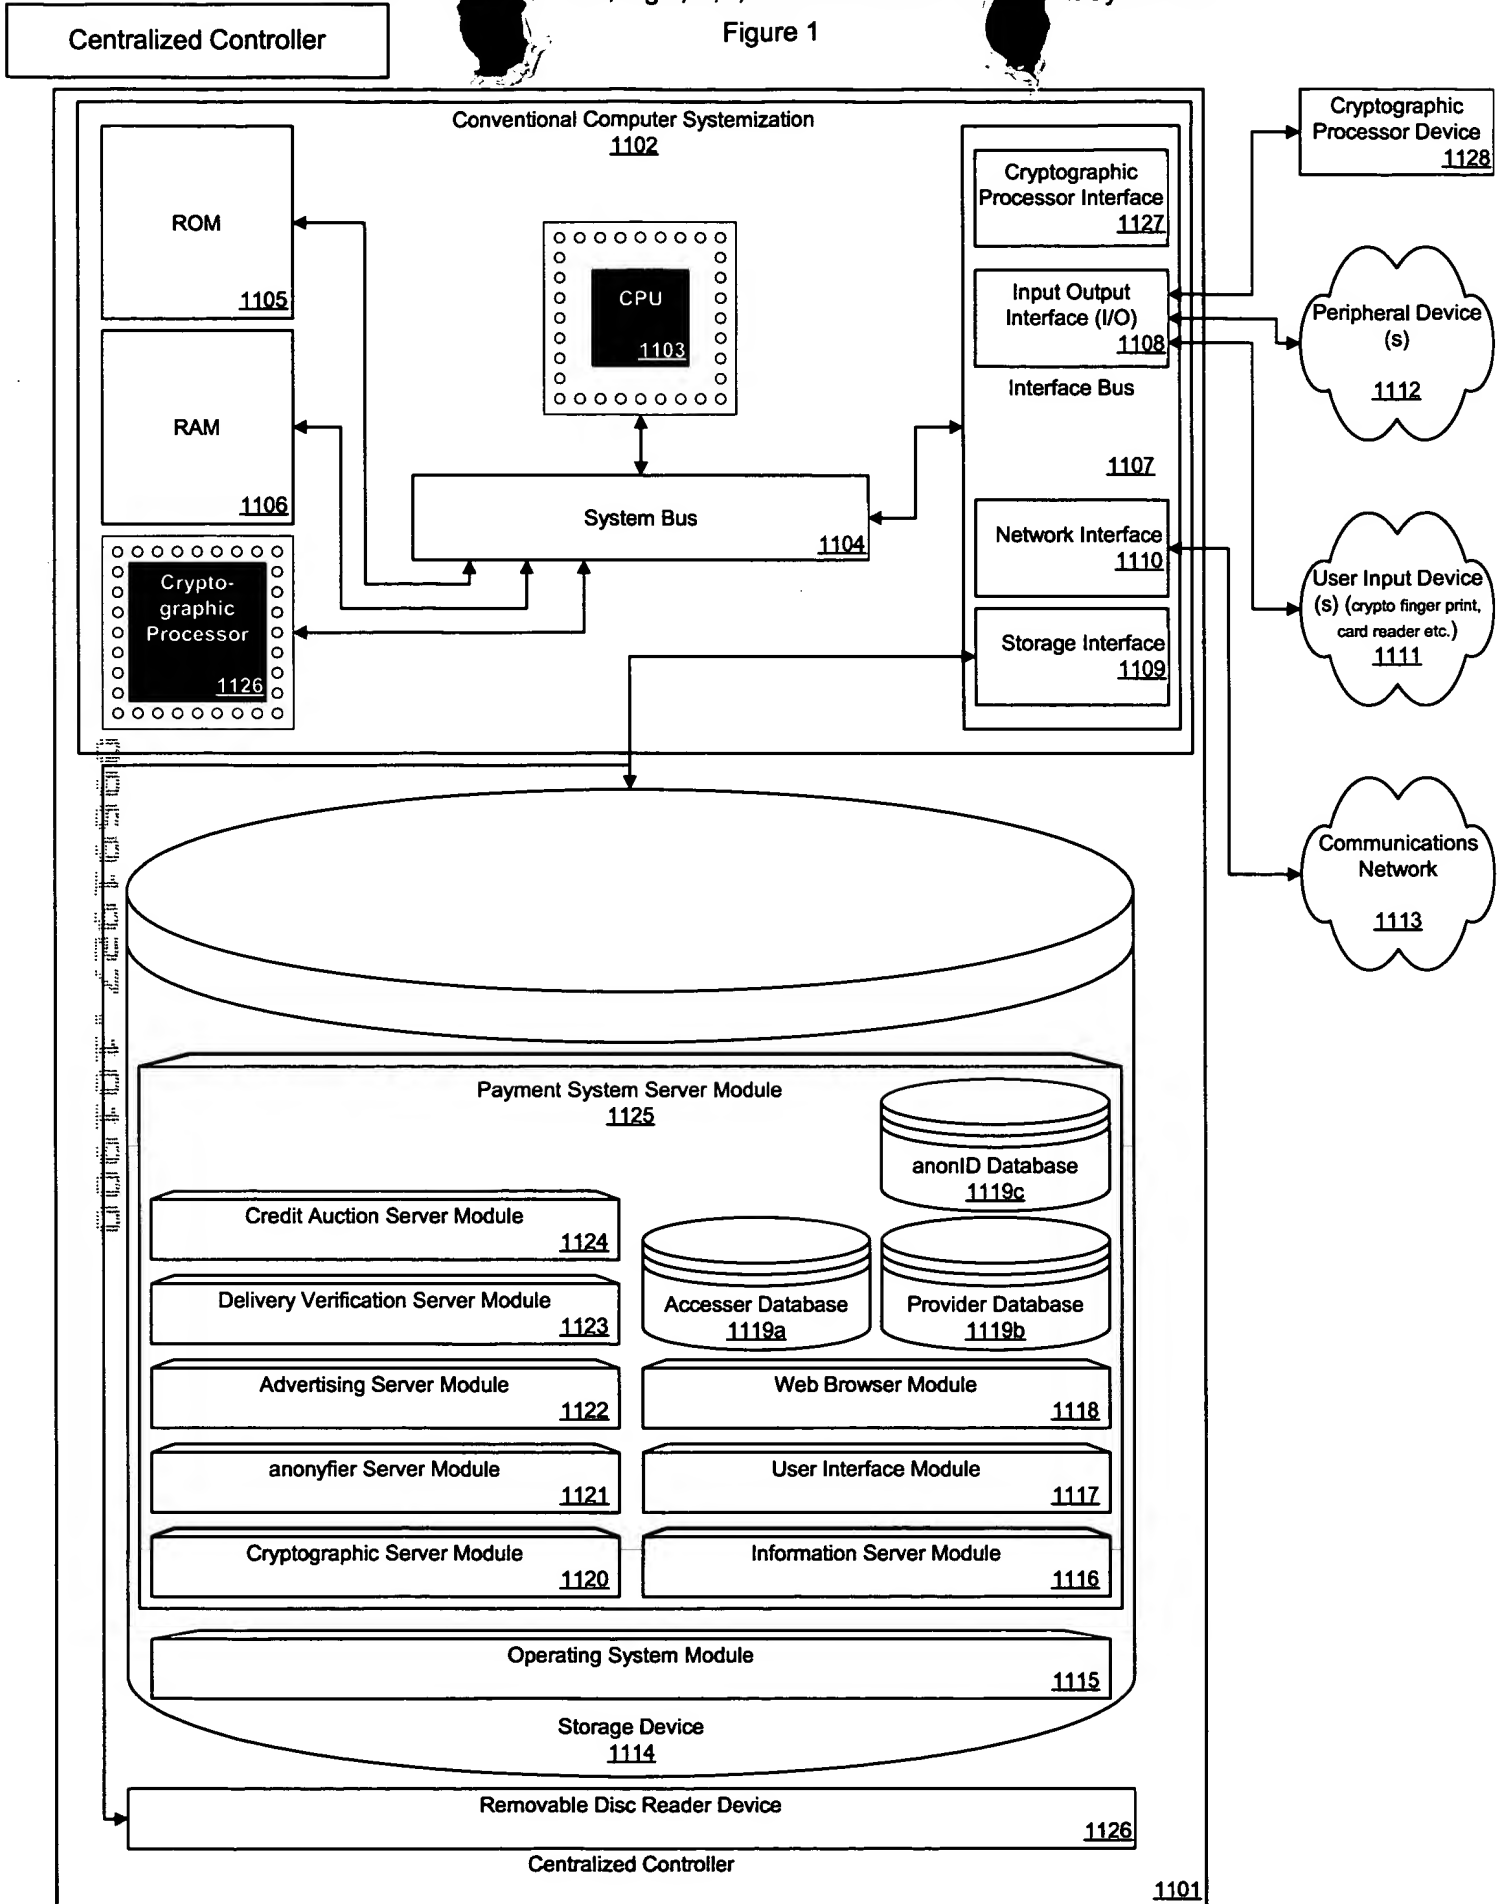 Centralized Controller
Figure 1
Conventional Computer Systemization
1102
ROM
1105
RAM
1106
Crypto-
graphic
Processor
1126
CPU
1103
System Bus
1104
Cryptographic
Processor Interface
1127
Input Output
Interface (I/O)
1108
Interface Bus
1107
Network Interface
1110
Storage Interface
1109
Cryptographic
Processor Device
1128
Peripheral Device
(s)
1112
User Input Device
(s) (crypto finger print,
card reader etc.)
1111
Communications
Network
1113
Payment System Server Module
1125
anonID Database
1119c
Credit Auction Server Module
1124
Delivery Verification Server Module
1123
Accesser Database
1119a
Provider Database
1119b
Advertising Server Module
1122
Web Browser Module
1118
anonyfier Server Module
1121
User Interface Module
1117
Cryptographic Server Module
1120
Information Server Module
1116
Operating System Module
1115
Storage Device
1114
Removable Disc Reader Device
1126
Centralized Controller
1101